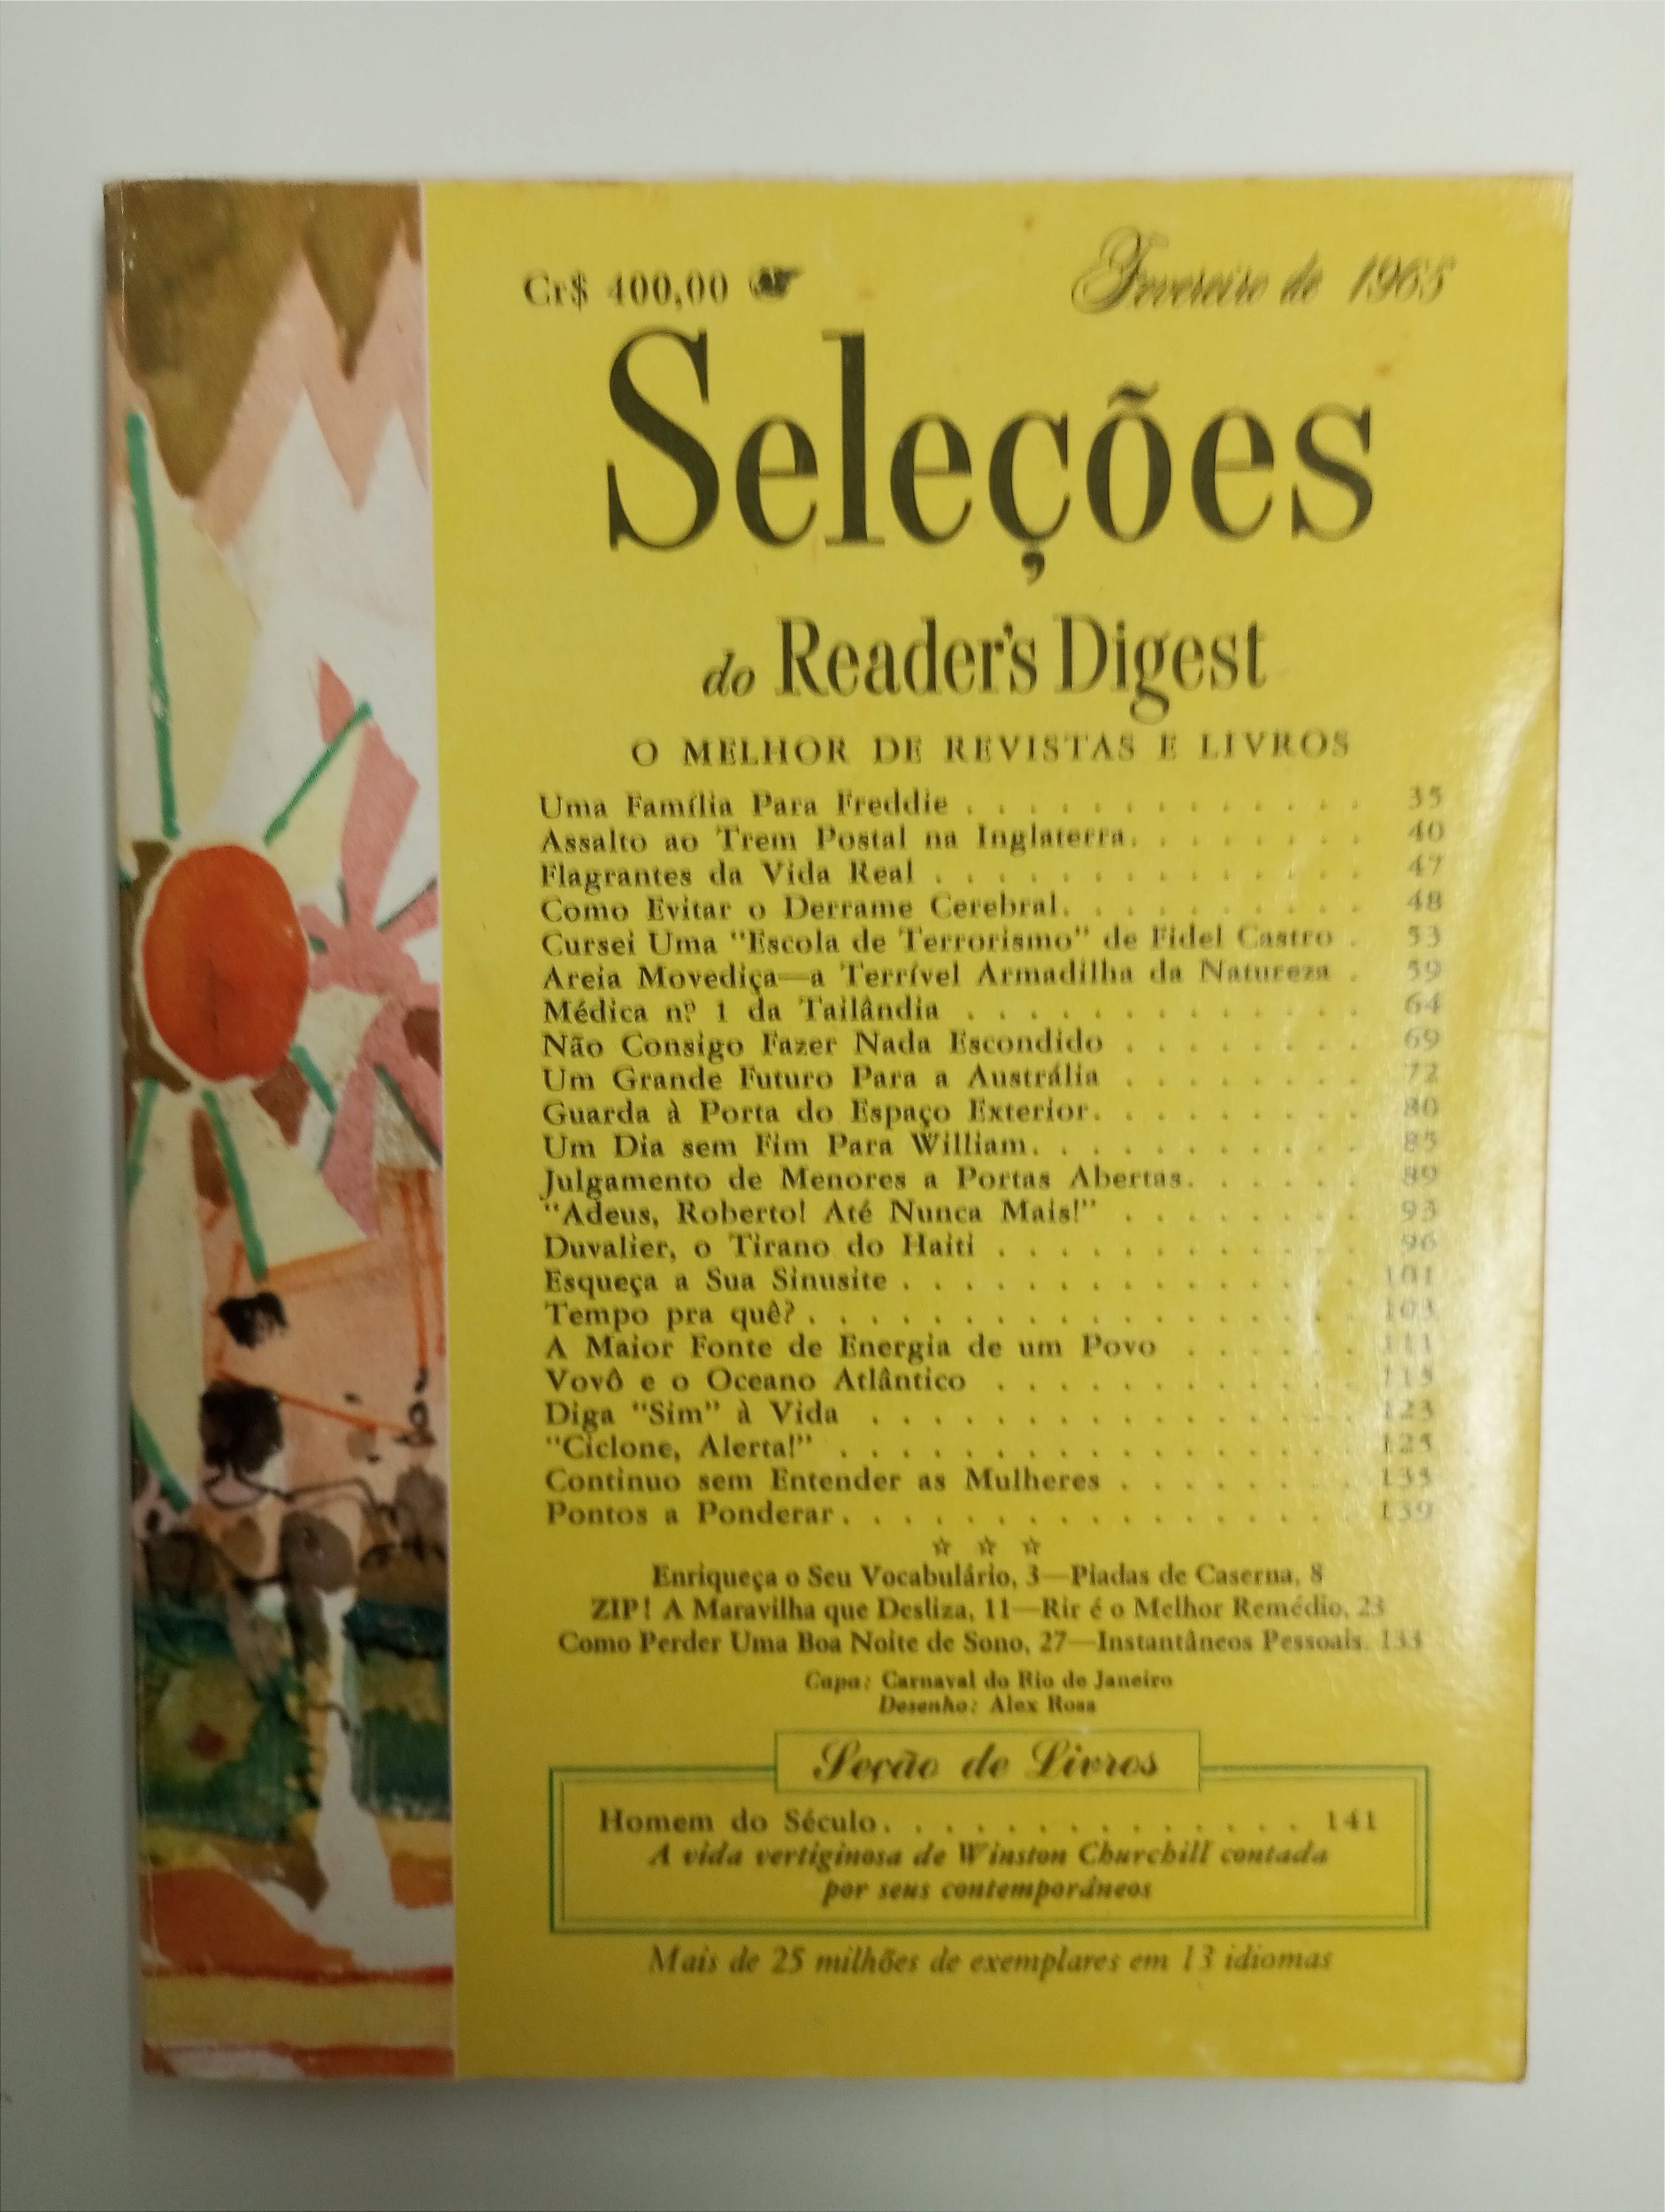 Cr$ 400,00
Fevereiro de 1965
Seleções
do Reader's Digest
O MELHOR DE REVISTAS E LIVROS
Uma Família Para Freddie . . . . . . . . . . . . . . 35
Assalto ao Trem Postal na Inglaterra. . . . . . . . 40
Flagrantes da Vida Real . . . . . . . . . . . . . . . 47
Como Evitar o Derrame Cerebral. . . . . . . . . . 48
Cursei Uma "Escola de Terrorismo" de Fidel Castro . 53
Areia Movediça—a Terrível Armadilha da Natureza . 59
Médica n.º 1 da Tailândia . . . . . . . . . . . . . 64
Não Consigo Fazer Nada Escondido . . . . . . . . 69
Um Grande Futuro Para a Austrália . . . . . . . . 72
Guarda à Porta do Espaço Exterior. . . . . . . . . 80
Um Dia sem Fim Para William. . . . . . . . . . . 85
Julgamento de Menores a Portas Abertas. . . . . . 89
"Adeus, Roberto! Até Nunca Mais!" . . . . . . . . 93
Duvalier, o Tirano do Haiti . . . . . . . . . . . . 96
Esqueça a Sua Sinusite . . . . . . . . . . . . . . . 101
Tempo pra quê? . . . . . . . . . . . . . . . . . . 103
A Maior Fonte de Energia de um Povo . . . . . . 111
Vovô e o Oceano Atlântico . . . . . . . . . . . .
Diga "Sim" à Vida . . . . . . . . . . . . . . . . 123
"Ciclone, Alerta!" . . . . . . . . . . . . . . . . . 125
Continuo sem Entender as Mulheres . . . . . . . . 135
Pontos a Ponderar. . . . . . . . . . . . . . . . . 139
☆ ☆ ☆
Enriqueça o Seu Vocabulário, 3—Piadas de Caserna, 8
ZIP! A Maravilha que Desliza, 11—Rir é o Melhor Remédio, 23
Como Perder Uma Boa Noite de Sono, 27—Instantâneos Pessoais, 133
Capa: Carnaval do Rio de Janeiro
Desenho: Alex Rosa
Seção de Livros
Homem do Século. . . . . . . . . . . . . . 141
A vida vertiginosa de Winston Churchill contada
por seus contemporâneos
Mais de 25 milhões de exemplares em 13 idiomas